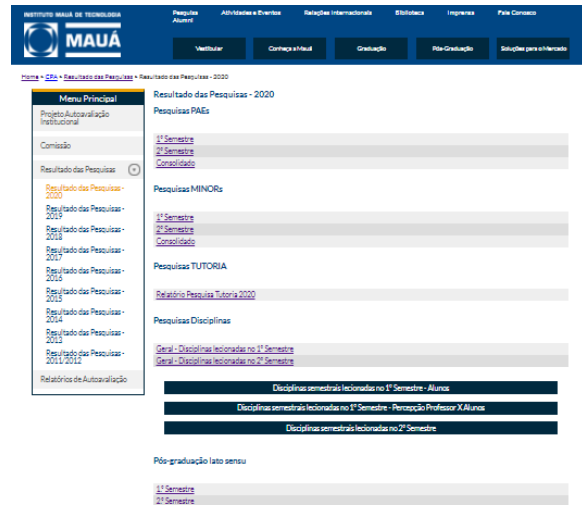 INSTITUTO MAUÁ DE TECNOLOGIA
MAUÁ
Pesquisa Alumni
Atividades e Eventos
Relações Internacionais
Biblioteca
Imprensa
Fale Conosco
Vestibular
Conheça a Mauá
Graduação
Pós-Graduação
Soluções para o Mercado
Home • CPA • Resultado das Pesquisas • Resultado das Pesquisas - 2020
Menu Principal
Projeto Autoavaliação
Institucional
Comissão
Resultado das Pesquisas
Resultado das Pesquisas -
2020
Resultado das Pesquisas -
2019
Resultado das Pesquisas -
2018
Resultado das Pesquisas -
2017
Resultado das Pesquisas -
2016
Resultado das Pesquisas -
2015
Resultado das Pesquisas -
2014
Resultado das Pesquisas -
2013
Resultado das Pesquisas -
2011/2012
Relatórios de Autoavaliação
Resultado das Pesquisas - 2020
Pesquisas PAEs
1º Semestre
2º Semestre
Consolidado
Pesquisas MINORs
1º Semestre
2º Semestre
Consolidado
Pesquisas TUTORIA
Relatório Pesquisa Tutoria 2020
Pesquisas Disciplinas
Geral - Disciplinas lecionadas no 1º Semestre
Geral - Disciplinas lecionadas no 2º Semestre
Disciplinas semestrais lecionadas no 1º Semestre - Alunos
Disciplinas semestrais lecionadas no 1º Semestre - Percepção Professor X Alunos
Disciplinas semestrais lecionadas no 2º Semestre
Pós-graduação lato sensu
1º Semestre
2º Semestre